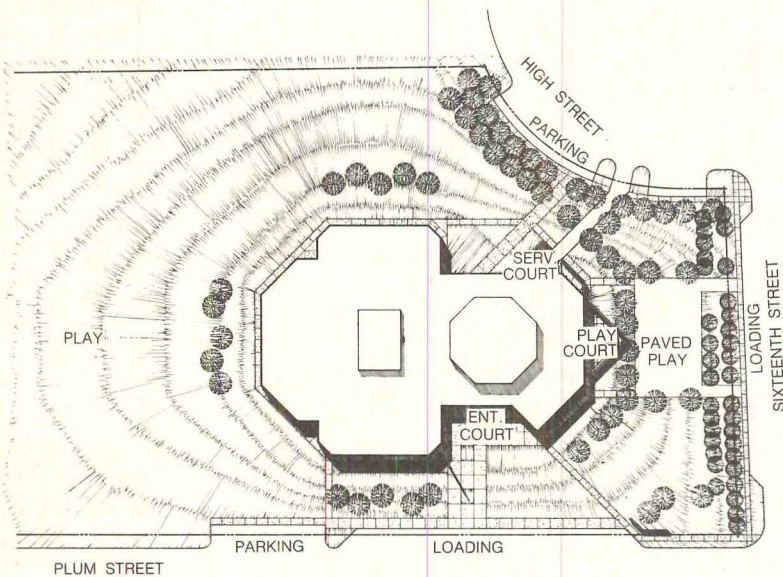 HIGH STREET
PARKING
SERV.
COURT
PLAY
PLAY
COURT
PAVED
PLAY
LOADING
SIXTEENTH STREET
ENT.
COURT
PARKING
LOADING
PLUM STREET